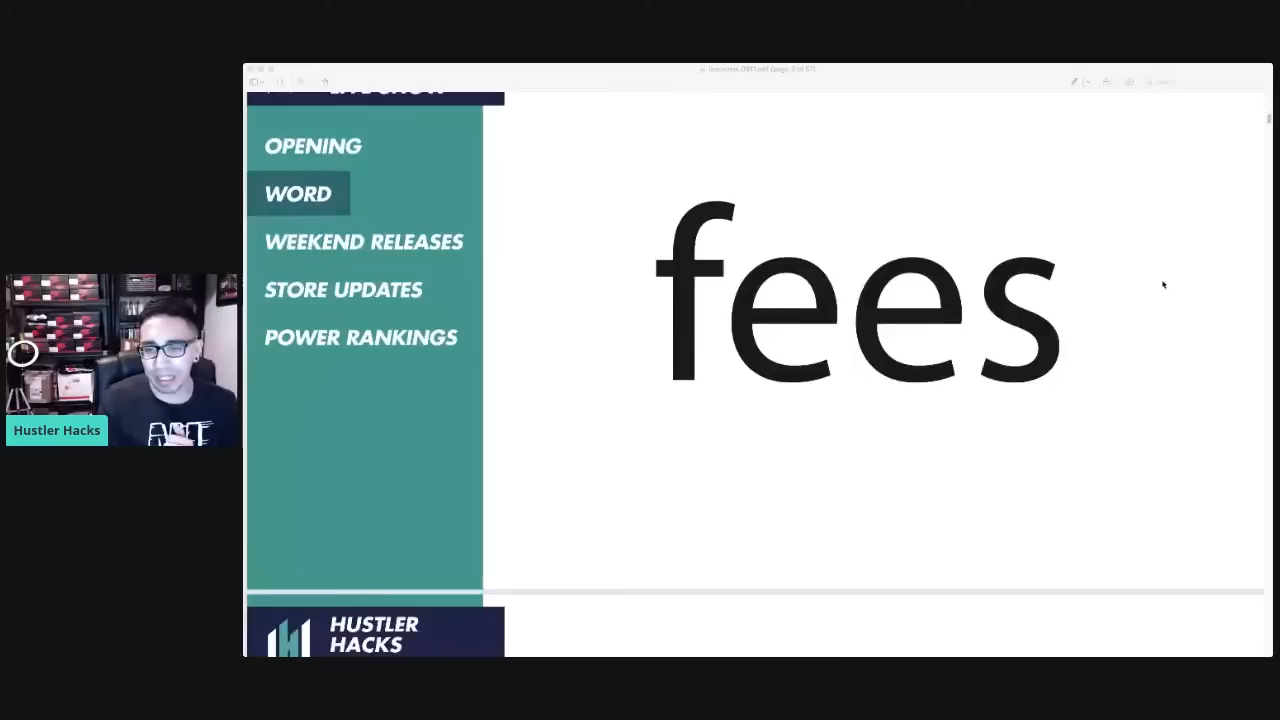 OPENING
WORD
WEEKEND RELEASES
STORE UPDATES
POWER RANKINGS
fees
Hustler Hacks
HUSTLER
HACKS